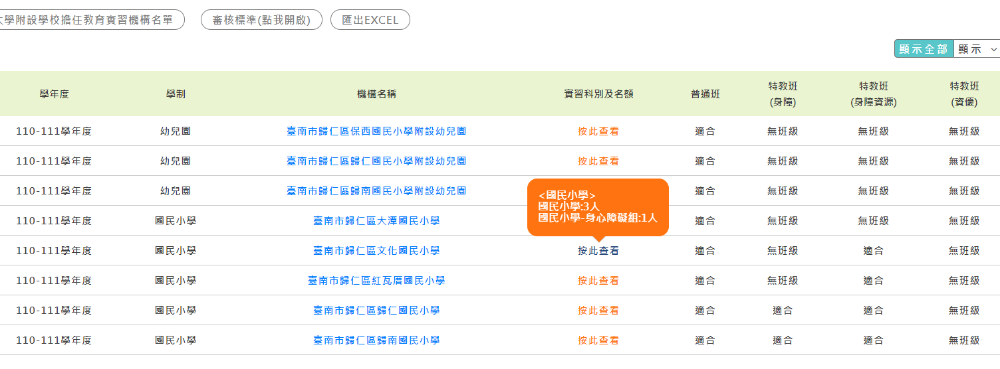 大學附設學校擔任教育實習機構名單 審核標準(點我開啟) 匯出EXCEL
顯示全部 顯示
學年度 學制 機構名稱 實習科別及名額 普通班 特教班(身障) 特教班(身障資源) 特教班(資優)
110-111學年度 幼兒園 臺南市歸仁區保西國民小學附設幼兒園 按此查看 適合 無班級 無班級 無班級
110-111學年度 幼兒園 臺南市歸仁區歸仁國民小學附設幼兒園 按此查看 適合 無班級 無班級 無班級
110-111學年度 幼兒園 臺南市歸仁區歸南國民小學附設幼兒園 適合 無班級 無班級 無班級
<國民小學>
國民小學:3人
國民小學-身心障礙組:1人
110-111學年度 國民小學 臺南市歸仁區大潭國民小學 適合 無班級 無班級 無班級
110-111學年度 國民小學 臺南市歸仁區文化國民小學 按此查看 適合 無班級 適合 無班級
110-111學年度 國民小學 臺南市歸仁區紅瓦厝國民小學 按此查看 適合 無班級 適合 無班級
110-111學年度 國民小學 臺南市歸仁區歸仁國民小學 按此查看 適合 適合 適合 無班級
110-111學年度 國民小學 臺南市歸仁區歸南國民小學 按此查看 適合 適合 適合 無班級